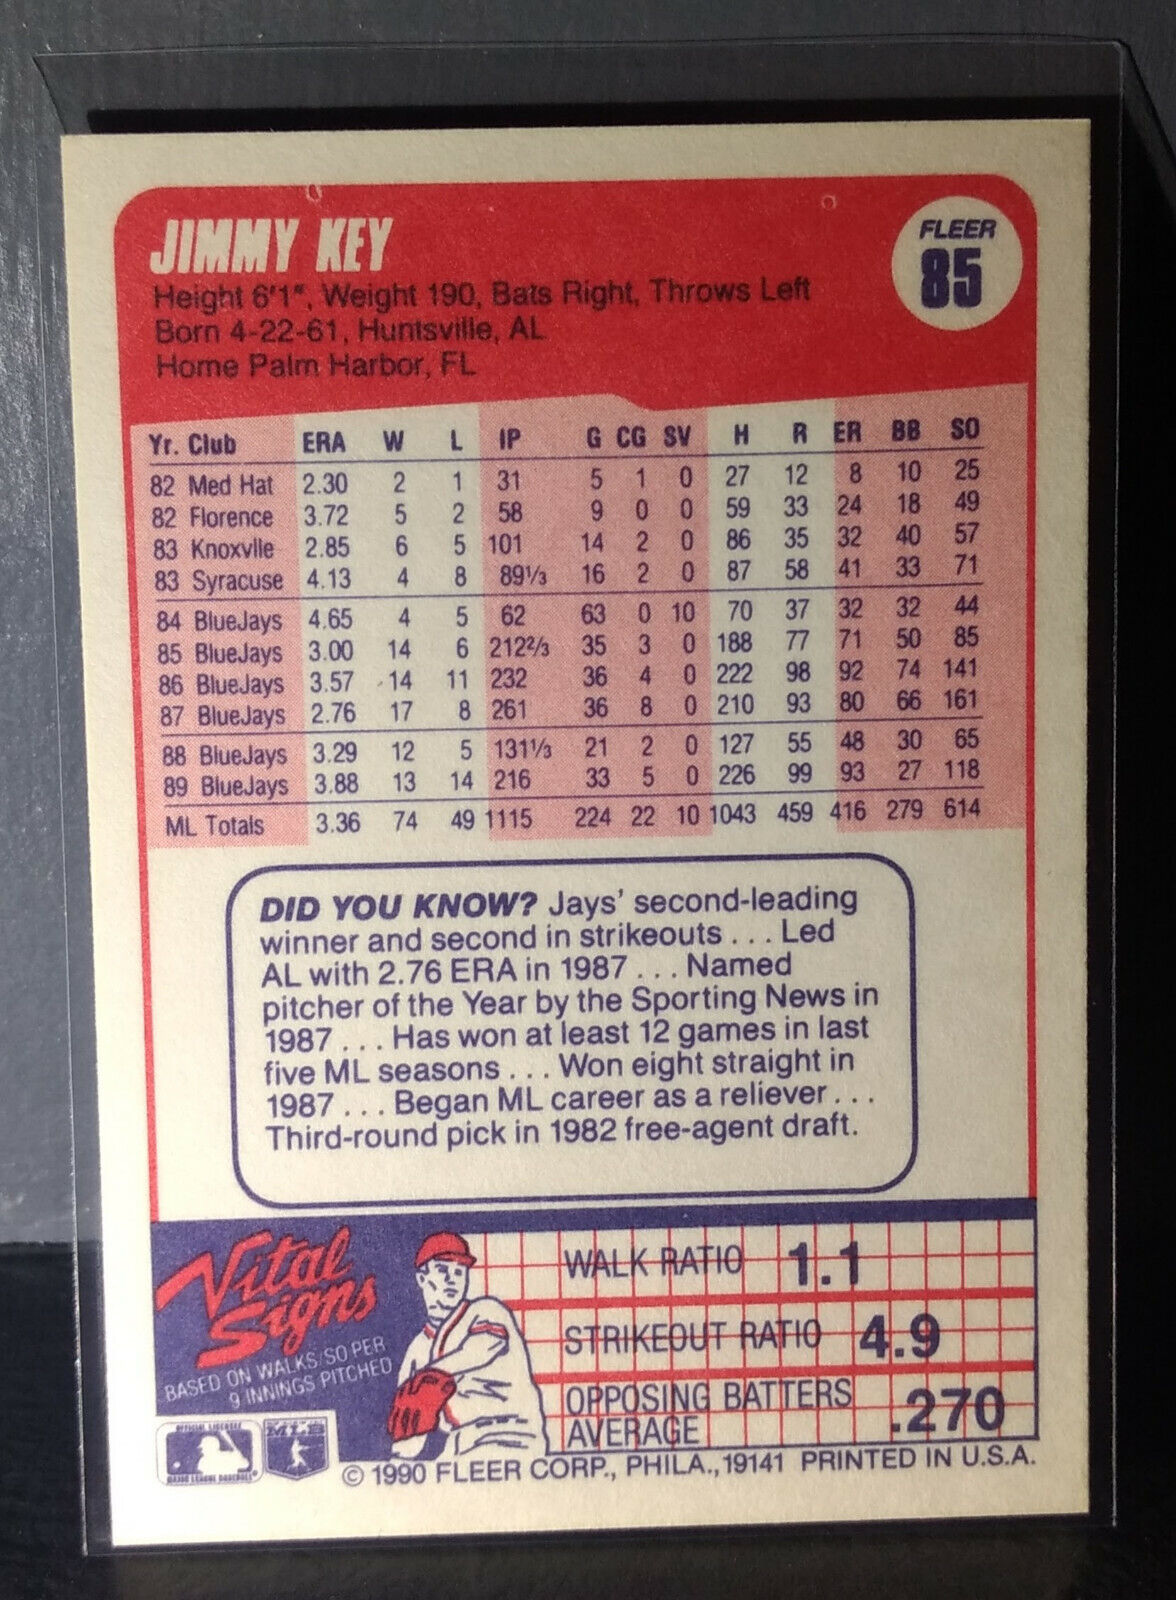 JIMMY KEY
FLEER
85
Height 6'1", Weight 190, Bats Right, Throws Left
Born 4-22-61, Huntsville, AL
Home Palm Harbor, FL
Yr. Club ERA W L IP G CG SV H R ER BB SO
82 Med Hat 2.30 2 1 31 5 1 0 27 12 8 10 25
82 Florence 3.72 5 2 58 9 0 0 59 33 24 18 49
83 Knoxvlle 2.85 6 5 101 14 2 0 86 35 32 40 57
83 Syracuse 4.13 4 8 89⅓ 16 2 0 87 58 41 33 71
84 BlueJays 4.65 4 5 62 63 0 10 70 37 32 32 44
85 BlueJays 3.00 14 6 212⅔ 35 3 0 188 77 71 50 85
86 BlueJays 3.57 14 11 232 36 4 0 222 98 92 74 141
87 BlueJays 2.76 17 8 261 36 8 0 210 93 80 66 161
88 BlueJays 3.29 12 5 131⅓ 21 2 0 127 55 48 30 65
89 BlueJays 3.88 13 14 216 33 5 0 226 99 93 27 118
ML Totals 3.36 74 49 1115 224 22 10 1043 459 416 279 614
DID YOU KNOW? Jays' second-leading
winner and second in strikeouts . . . Led
AL with 2.76 ERA in 1987 . . . Named
pitcher of the Year by the Sporting News in
1987 . . . Has won at least 12 games in last
five ML seasons . . . Won eight straight in
1987 . . . Began ML career as a reliever . . .
Third-round pick in 1982 free-agent draft.
Vital
Signs
BASED ON WALKS/SO PER
9 INNINGS PITCHED
WALK RATIO 1.1
STRIKEOUT RATIO 4.9
OPPOSING BATTERS
AVERAGE .270
OFFICIAL LICENSEE
MAJOR LEAGUE BASEBALL
© 1990 FLEER CORP., PHILA., 19141 PRINTED IN U.S.A.